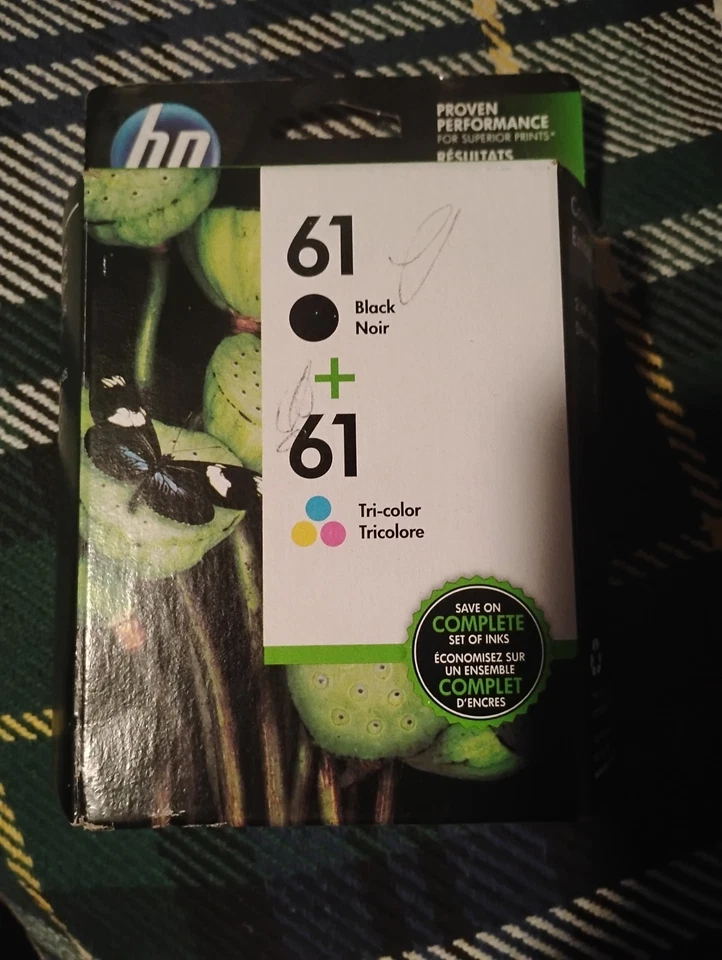 hp
PROVEN
PERFORMANCE
FOR SUPERIOR PRINTS*
RÉSULTATS
61
Black
Noir
+
61
Tri-color
Tricolore
SAVE ON
COMPLETE
SET OF INKS
ÉCONOMISEZ SUR
UN ENSEMBLE
COMPLET
D'ENCRES